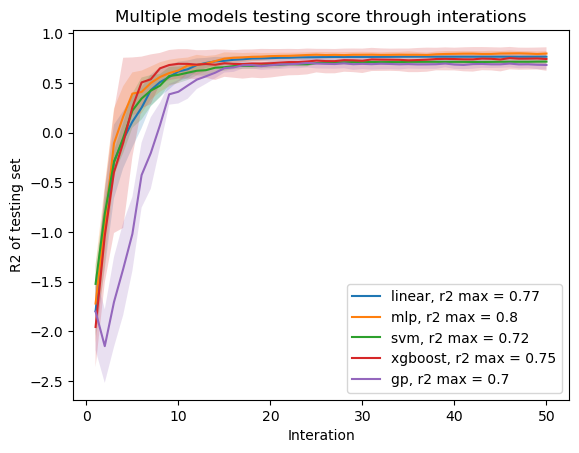 Multiple models testing score through interations
1.0
0.5
0.0
−0.5
−1.0
−1.5
−2.0
−2.5
R2 of testing set
linear, r2 max = 0.77
mlp, r2 max = 0.8
svm, r2 max = 0.72
xgboost, r2 max = 0.75
gp, r2 max = 0.7
0 10 20 30 40 50
Interation